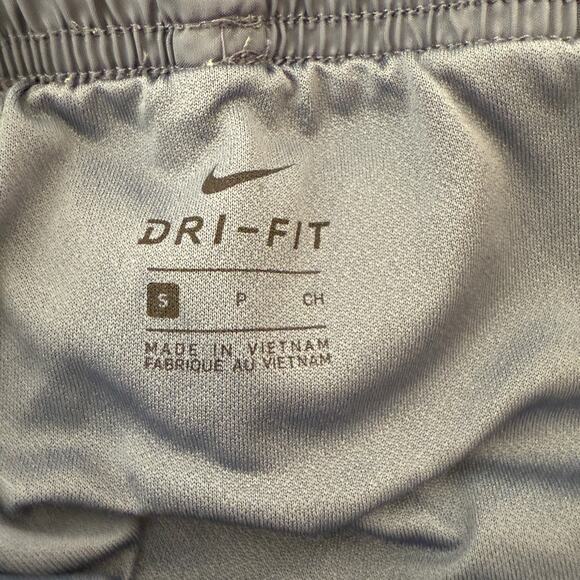 DRI-FIT
S P CH
MADE IN VIETNAM
FABRIQUE AU VIETNAM